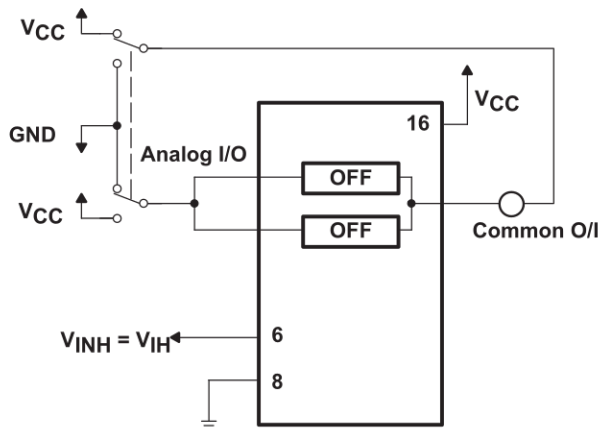 VCC
VCC
16
GND
Analog I/O
OFF
VCC
OFF
Common O/I
VINH = VIH
6
8